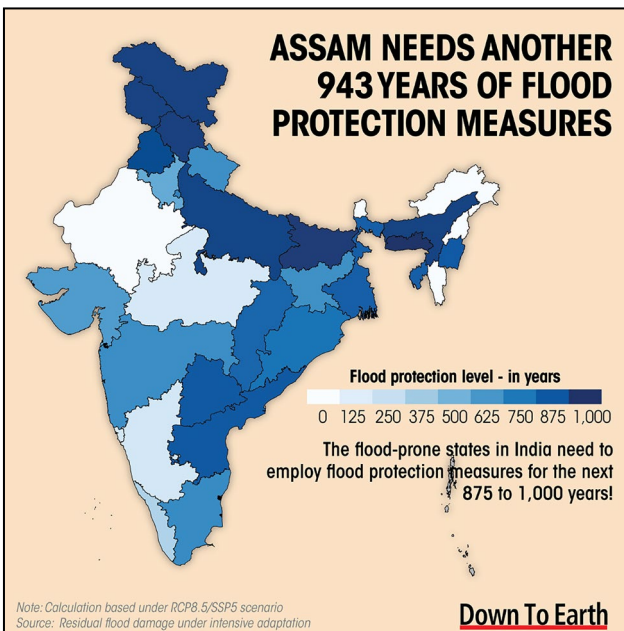 ASSAM NEEDS ANOTHER
943 YEARS OF FLOOD
PROTECTION MEASURES
Flood protection level - in years
0 125 250 375 500 625 750 875 1,000
The flood-prone states in India need to
employ flood protection measures for the next
875 to 1,000 years!
Note: Calculation based under RCP8.5/SSP5 scenario
Source: Residual flood damage under intensive adaptation
Down To Earth